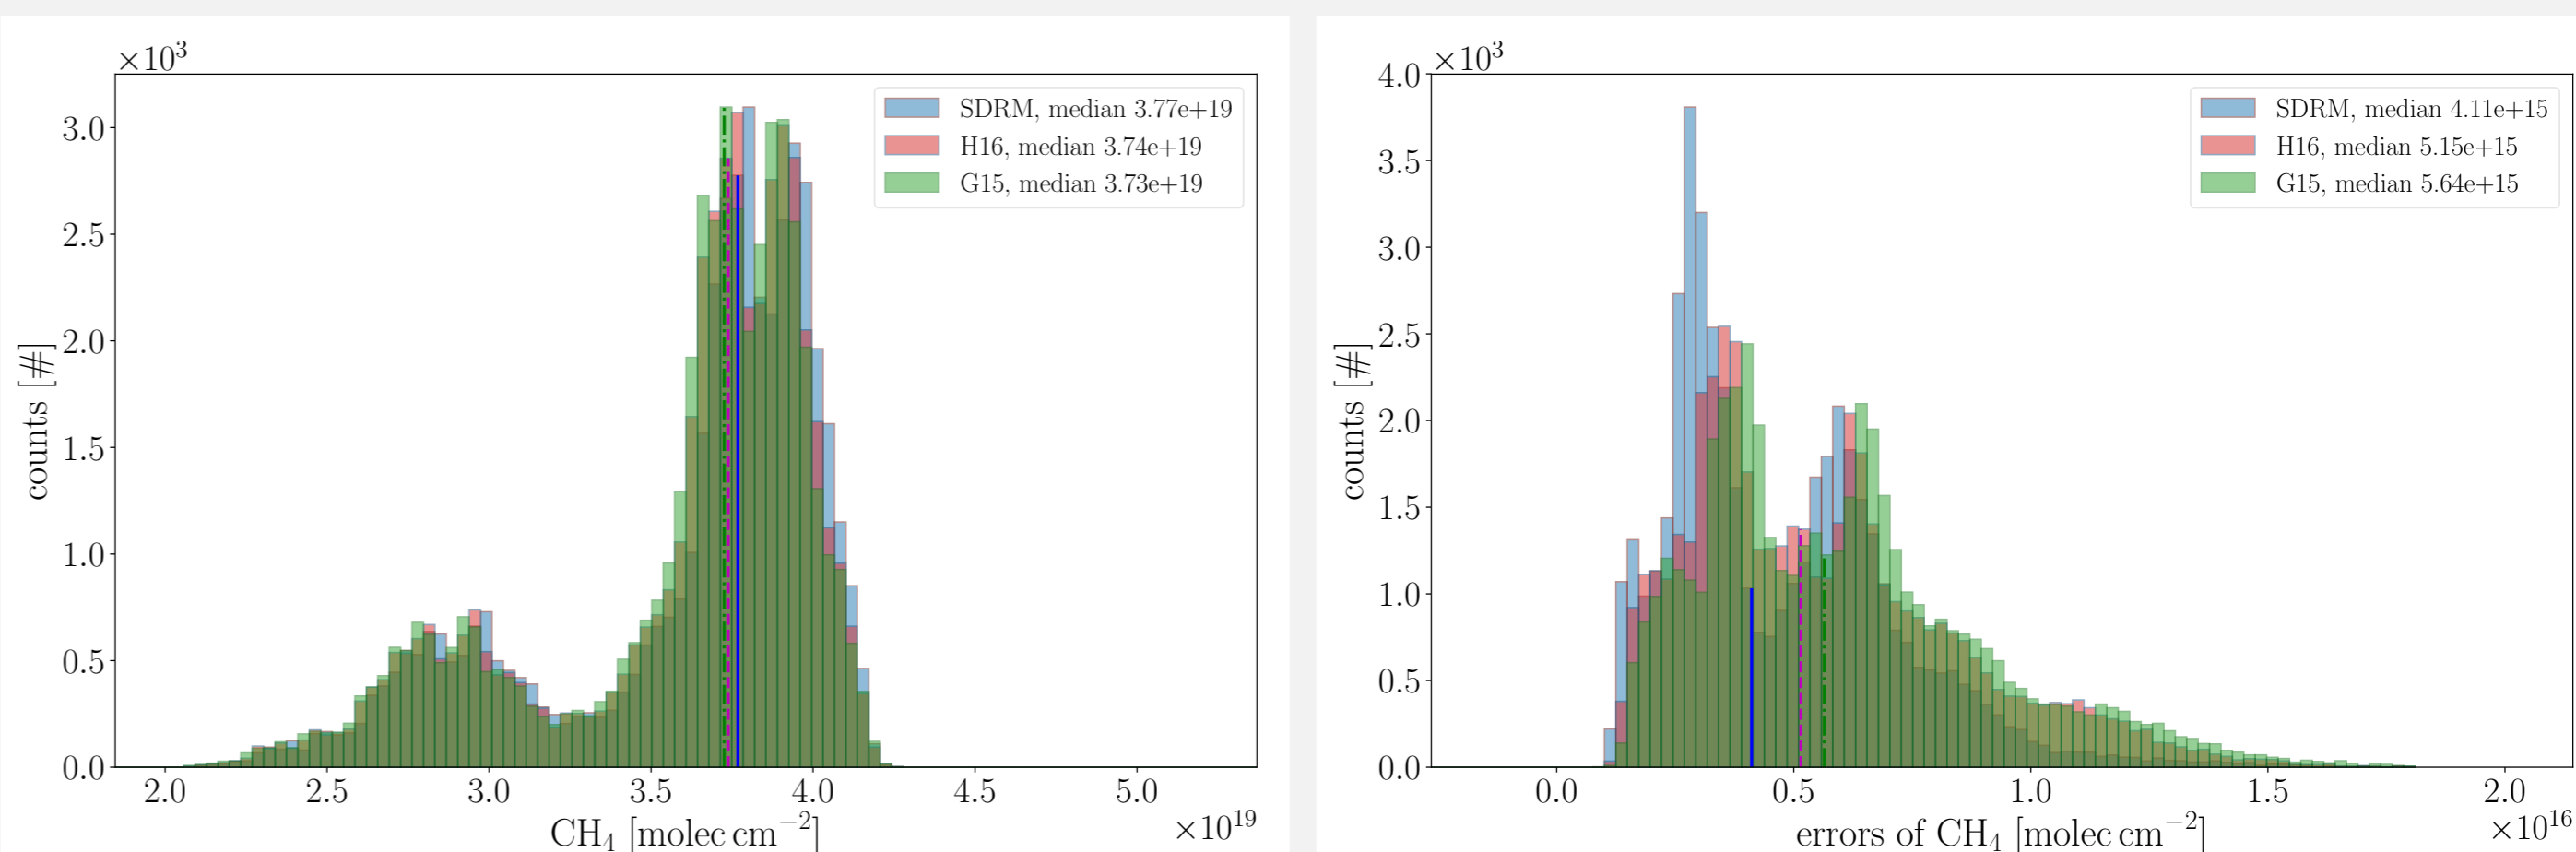 ×10³
3.0
2.5
2.0
1.5
1.0
0.5
0.0
counts [#]
SDRM, median 3.77e+19
H16, median 3.74e+19
G15, median 3.73e+19
2.0 2.5 3.0 3.5 4.0 4.5 5.0
CH₄ [molec cm⁻²]
×10¹⁹
×10³
4.0
3.5
3.0
2.5
2.0
1.5
1.0
0.5
0.0
counts [#]
SDRM, median 4.11e+15
H16, median 5.15e+15
G15, median 5.64e+15
0.0 0.5 1.0 1.5 2.0
errors of CH₄ [molec cm⁻²]
×10¹⁶